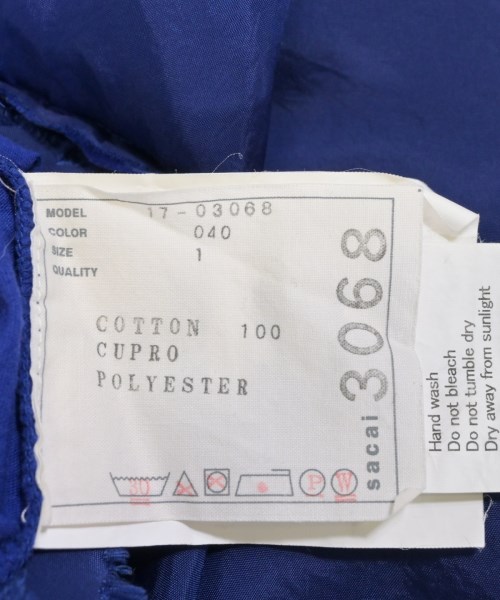 MODEL 17-03068
COLOR 040
SIZE 1
QUALITY
COTTON 100
CUPRO
POLYESTER
30
P
W
sacai 3068
Hand wash
Do not bleach
Do not tumble dry
Dry away from sunlight